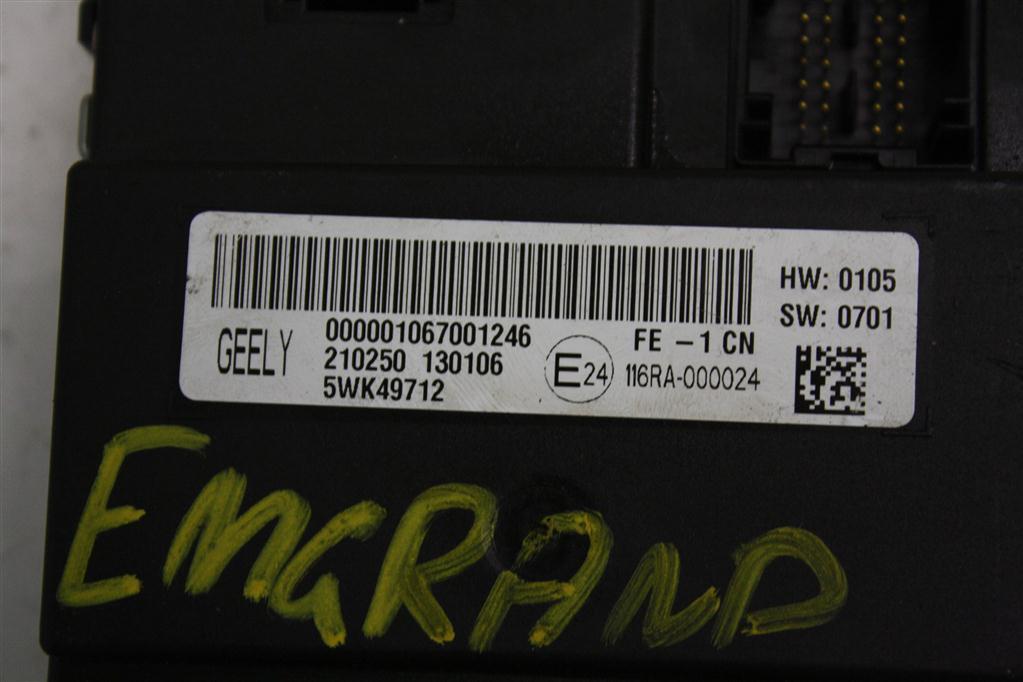 HW: 0105
SW: 0701
GEELY
000001067001246
210250 130106
5WK49712
E24
FE - 1 CN
116RA-000024
EMGRAND